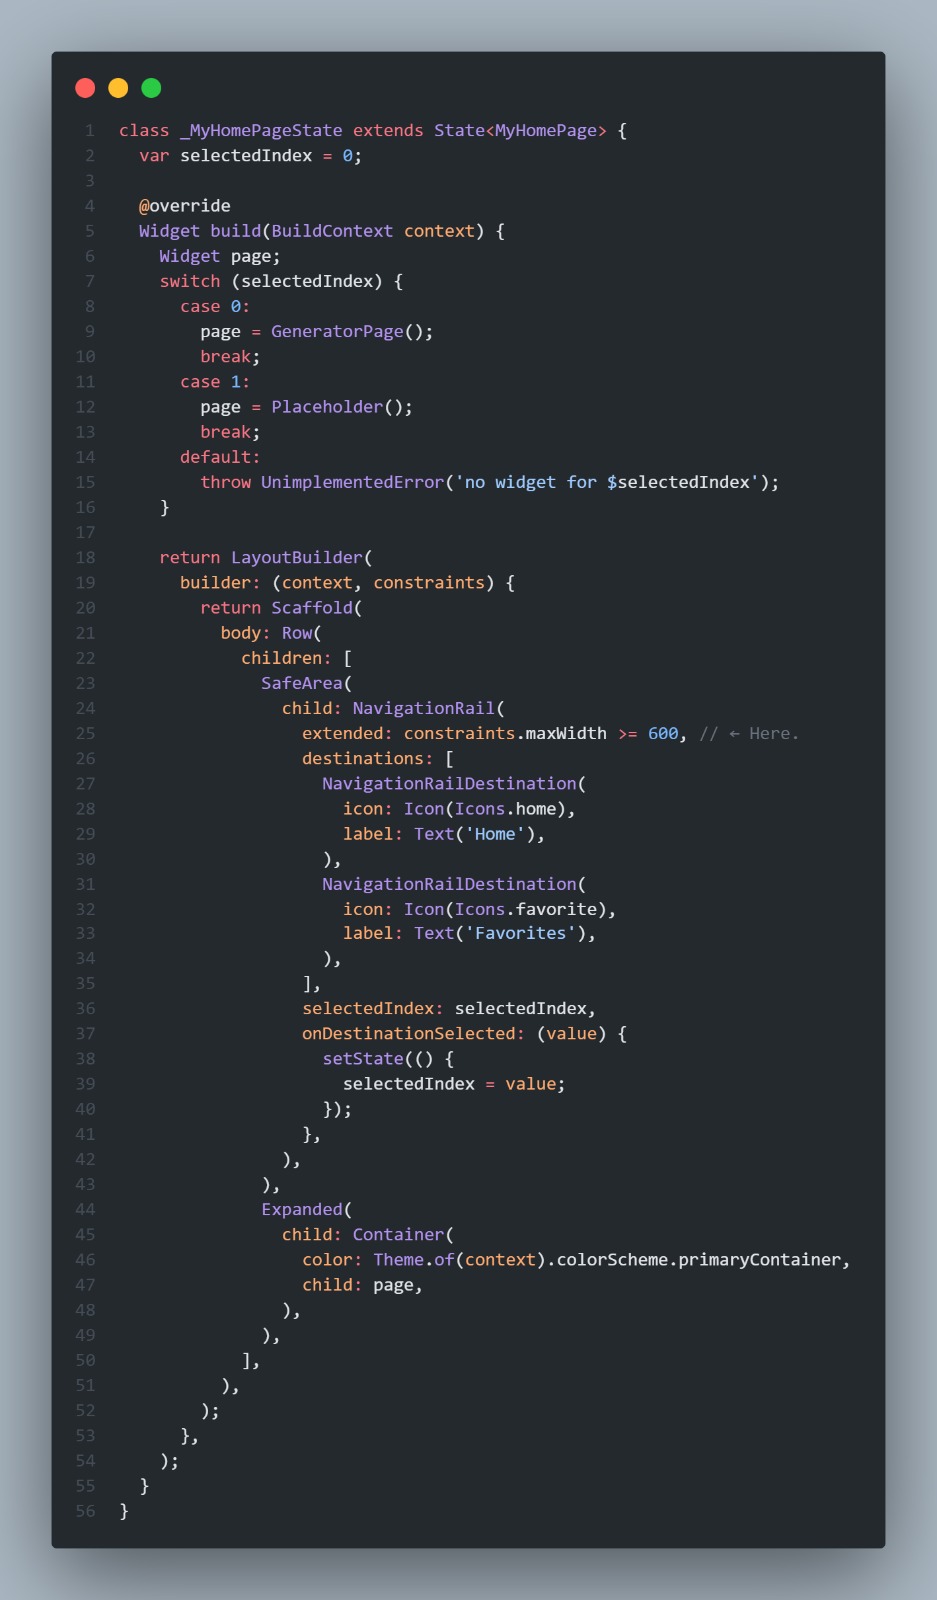 1 class _MyHomePageState extends State<MyHomePage> {
2   var selectedIndex = 0;
3
4   @override
5   Widget build(BuildContext context) {
6     Widget page;
7     switch (selectedIndex) {
8       case 0:
9         page = GeneratorPage();
10         break;
11       case 1:
12         page = Placeholder();
13         break;
14       default:
15         throw UnimplementedError('no widget for $selectedIndex');
16     }
17
18     return LayoutBuilder(
19       builder: (context, constraints) {
20         return Scaffold(
21           body: Row(
22             children: [
23               SafeArea(
24                 child: NavigationRail(
25                   extended: constraints.maxWidth >= 600, // ← Here.
26                   destinations: [
27                     NavigationRailDestination(
28                       icon: Icon(Icons.home),
29                       label: Text('Home'),
30                     ),
31                     NavigationRailDestination(
32                       icon: Icon(Icons.favorite),
33                       label: Text('Favorites'),
34                     ),
35                   ],
36                   selectedIndex: selectedIndex,
37                   onDestinationSelected: (value) {
38                     setState(() {
39                       selectedIndex = value;
40                     });
41                   },
42                 ),
43               ),
44               Expanded(
45                 child: Container(
46                   color: Theme.of(context).colorScheme.primaryContainer,
47                   child: page,
48                 ),
49               ),
50             ],
51           ),
52         );
53       },
54     );
55   }
56 }